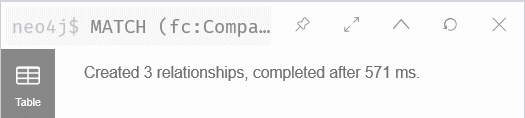 neo4j$ MATCH (fc:Compa…
Created 3 relationships, completed after 571 ms.
Table